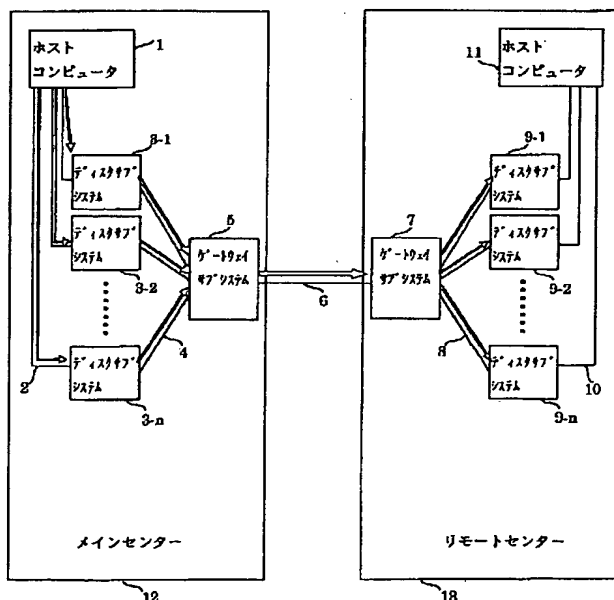 ホスト
コンピュータ
1
ホスト
コンピュータ
11
3-1
ディスクサブ
システム
9-1
ディスクサブ
システム
ディスクサブ
システム
3-2
5
ゲートウェイ
サブシステム
7
ゲートウェイ
サブシステム
6
ディスクサブ
システム
9-2
ディスクサブ
システム
2
4
3-n
8
ディスクサブ
システム
10
9-n
メインセンター
リモートセンター
12
18